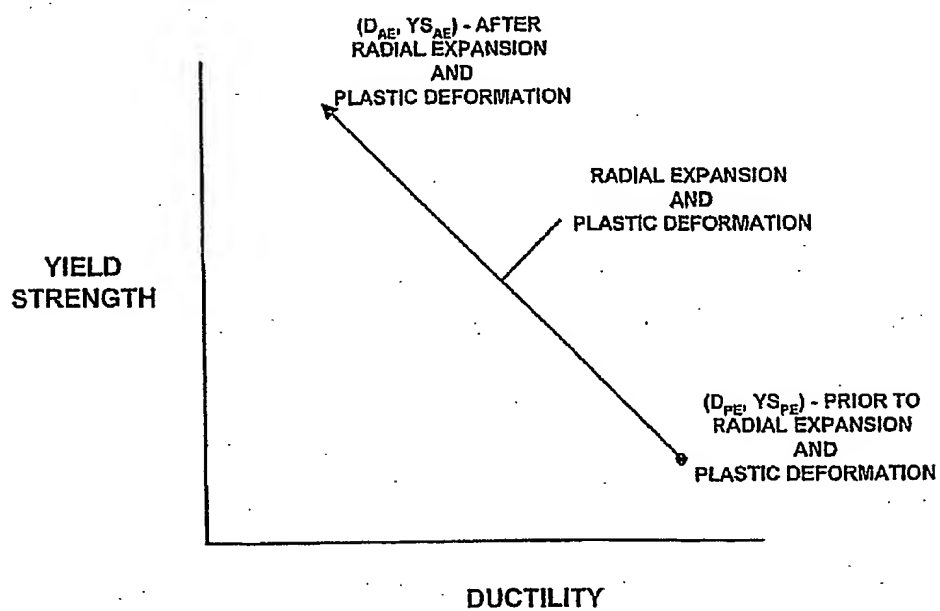 (D_AE, YS_AE) - AFTER
RADIAL EXPANSION
AND
PLASTIC DEFORMATION
RADIAL EXPANSION
AND
PLASTIC DEFORMATION
YIELD
STRENGTH
(D_PE, YS_PE) - PRIOR TO
RADIAL EXPANSION
AND
PLASTIC DEFORMATION
DUCTILITY